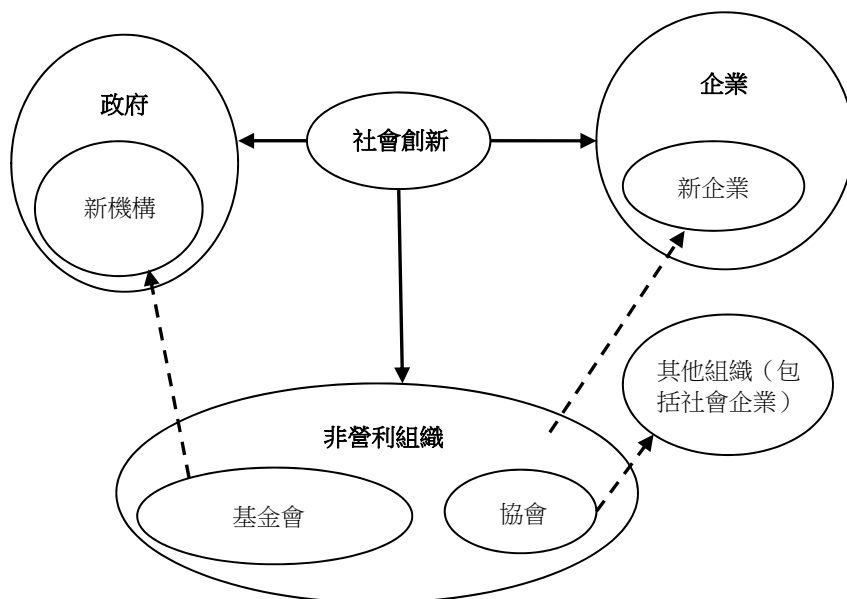 政府
社會創新
企業
新機構
新企業
其他組織（包
括社會企業）
非營利組織
基金會
協會